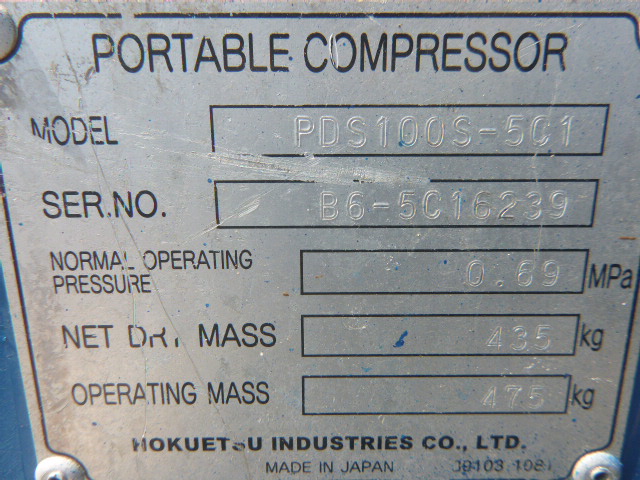 PORTABLE COMPRESSOR
MODEL PDS100S-5C1
SER.NO. B6-5C16239
NORMAL OPERATING
PRESSURE 0.69 MPa
NET DRY MASS 435 kg
OPERATING MASS 475 kg
HOKUETSU INDUSTRIES CO., LTD.
MADE IN JAPAN